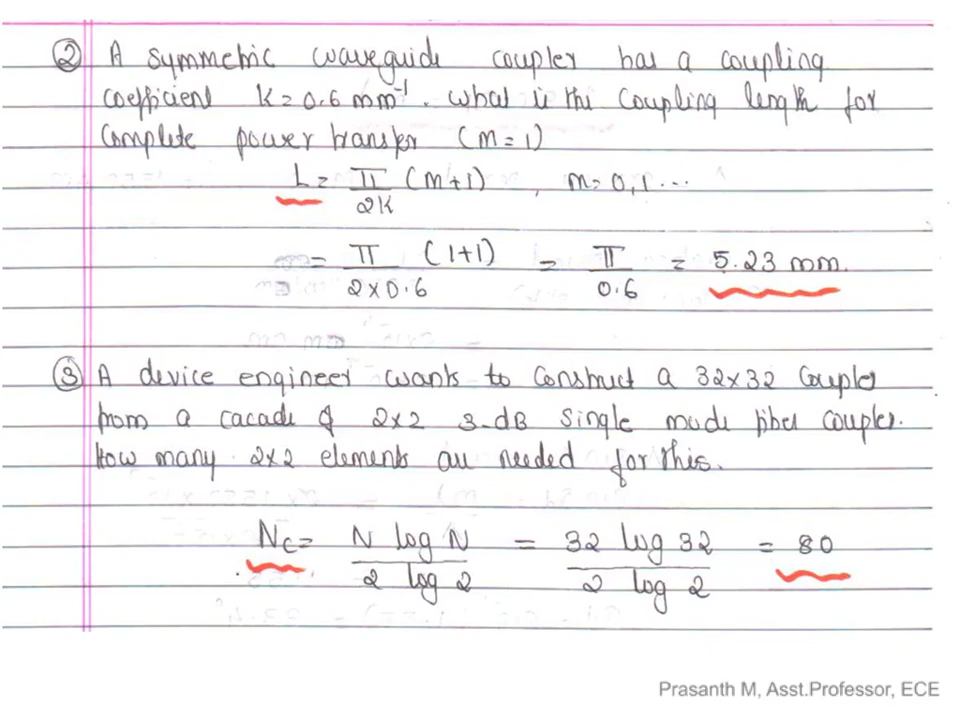 ② A symmetric waveguide coupler has a coupling
coefficient K = 0.6 mm⁻¹. what is the coupling length for
Complete power transfer (m = 1)
L = π/2K (m+1) , m = 0,1...
= π/2×0.6 (1+1) = π/0.6 = 5.23 mm.
③ A device engineer wants to Construct a 32×32 Coupler
from a cacade of 2×2 3-dB Single mode fiber coupler.
How many 2×2 elements are needed for this.
Nc = N log N / 2 log 2 = 32 log 32 / 2 log 2 = 80
Prasanth M, Asst.Professor, ECE